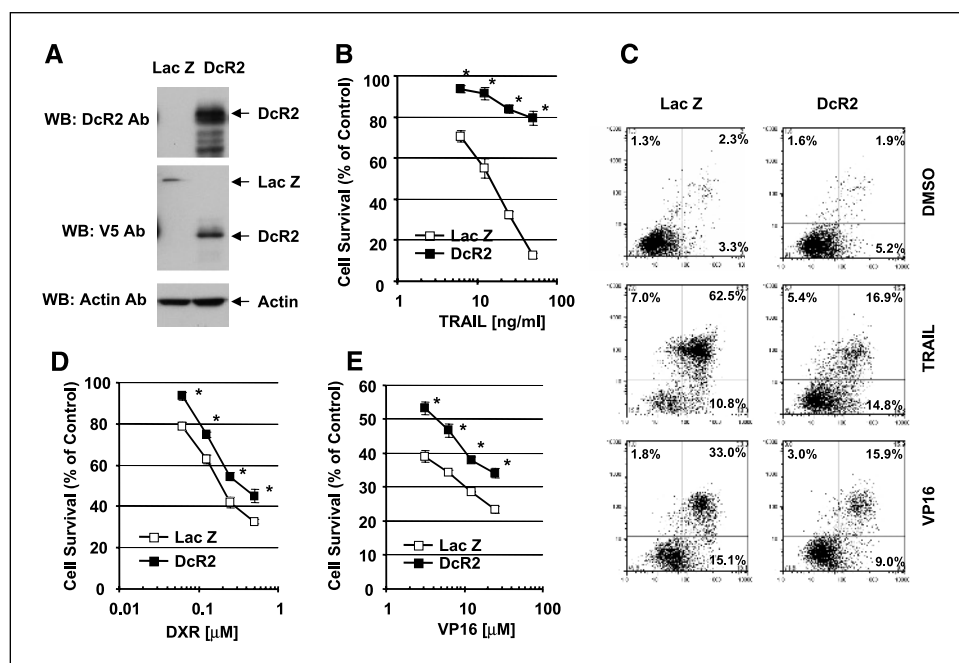 A
Lac Z DcR2
WB: DcR2 Ab
DcR2
Lac Z
WB: V5 Ab
DcR2
WB: Actin Ab
Actin
B
Cell Survival (% of Control)
100
80
60
40
20
0
* * * *
Lac Z
DcR2
1 10 100
TRAIL [ng/ml]
C
Lac Z DcR2
1.3% 2.3% 1.6% 1.9%
3.3% 5.2%
DMSO
7.0% 62.5% 5.4% 16.9%
10.8% 14.8%
TRAIL
1.8% 33.0% 3.0% 15.9%
15.1% 9.0%
VP16
D
Cell Survival (% of Control)
100
80
60
40
20
0
* * * *
Lac Z
DcR2
0.01 0.1 1
DXR [µM]
E
Cell Survival (% of Control)
60
50
40
30
20
10
0
* * * *
Lac Z
DcR2
1 10 100
VP16 [µM]